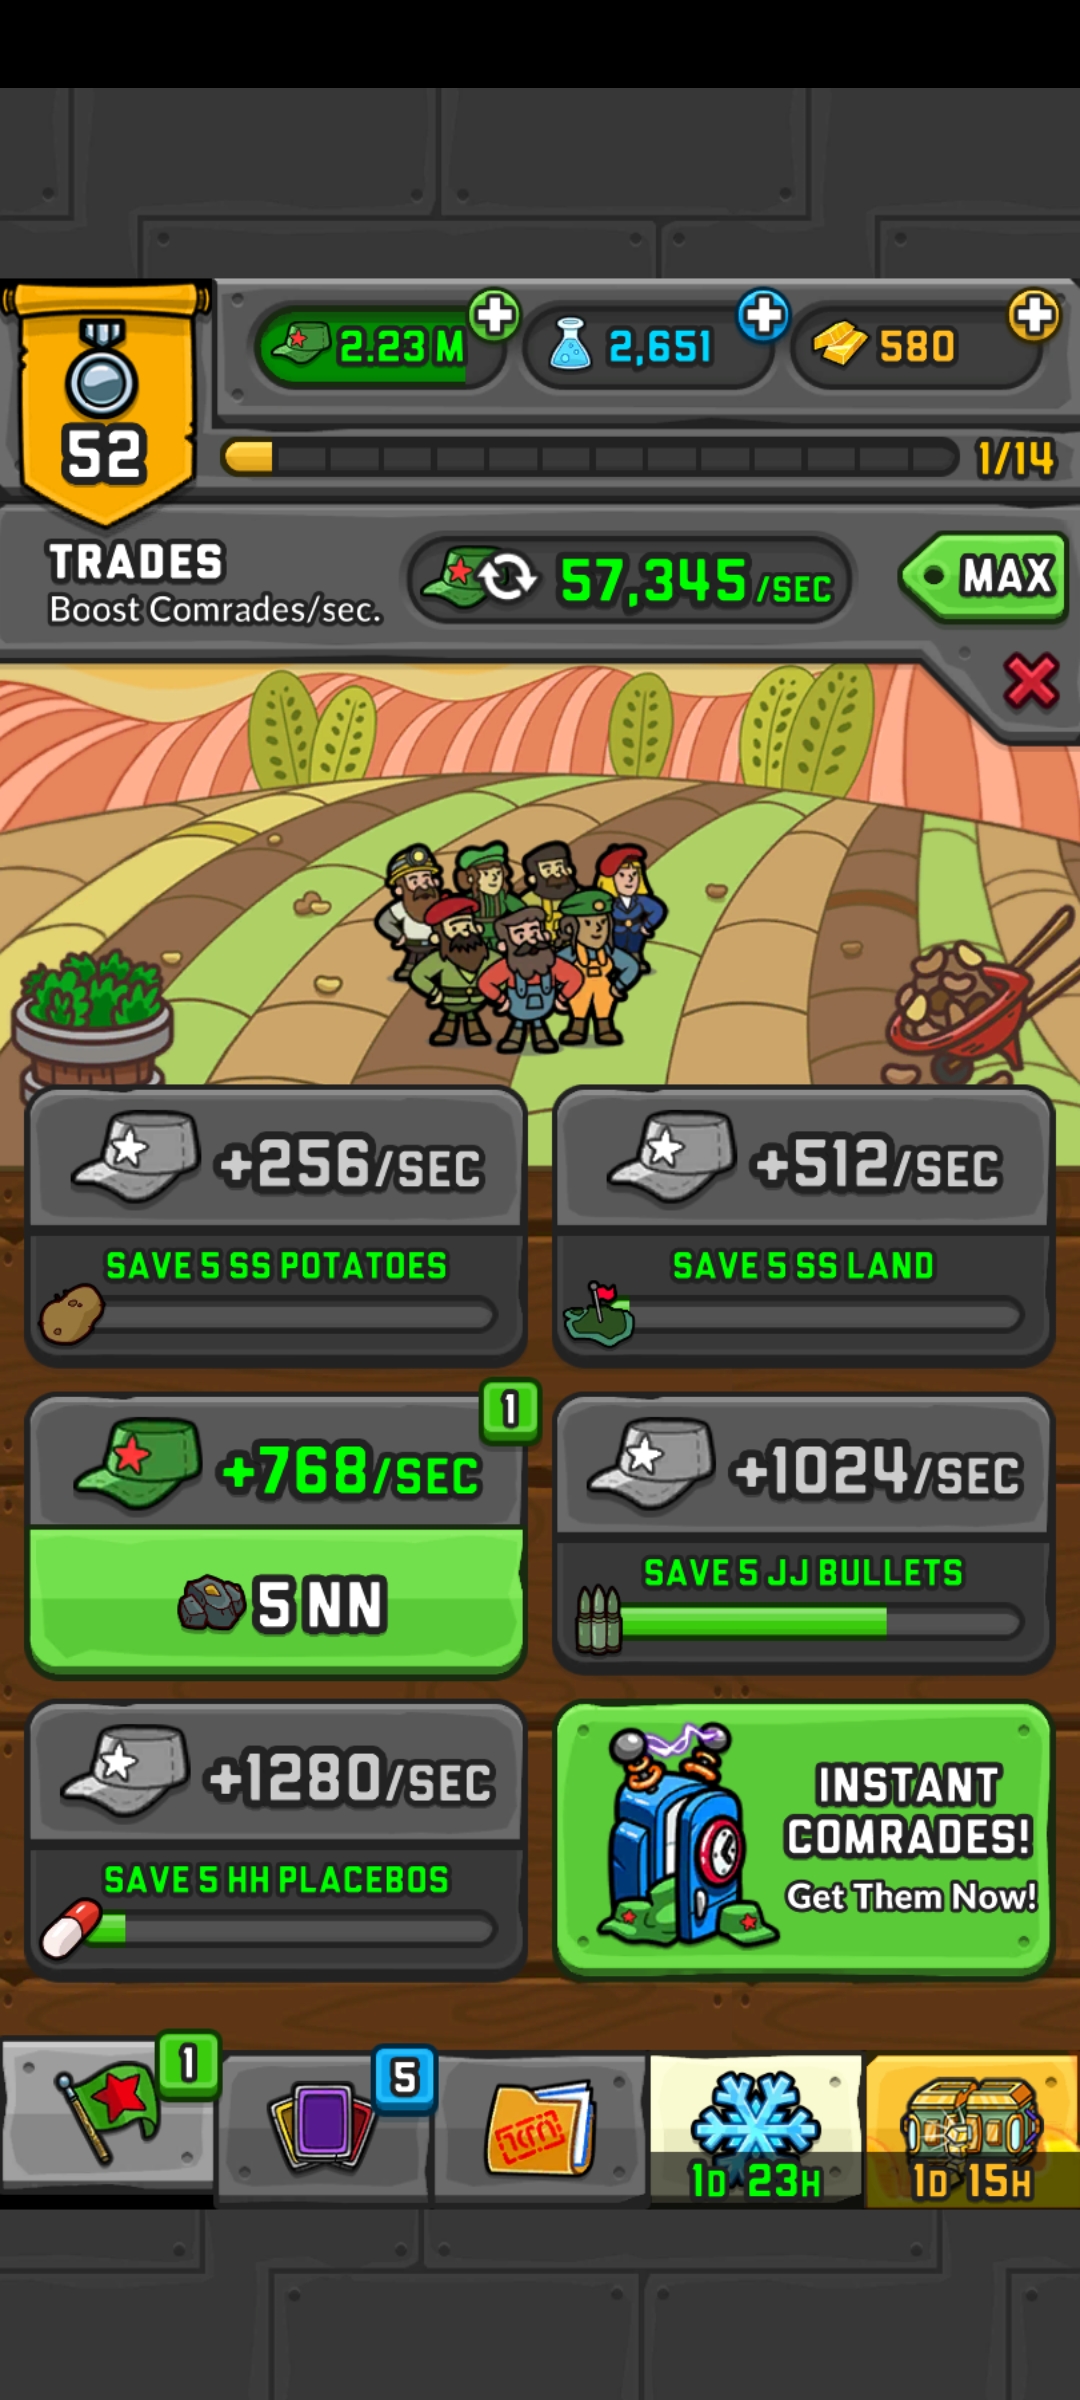 2.23 M
2,651
580
52
1/14
TRADES
Boost Comrades/sec.
57,345/SEC
MAX
+256/SEC
SAVE 5 SS POTATOES
+512/SEC
SAVE 5 SS LAND
1
+768/SEC
5 NN
+1024/SEC
SAVE 5 JJ BULLETS
+1280/SEC
SAVE 5 HH PLACEBOS
INSTANT
COMRADES!
Get Them Now!
1
5
1D 23H
1D 15H